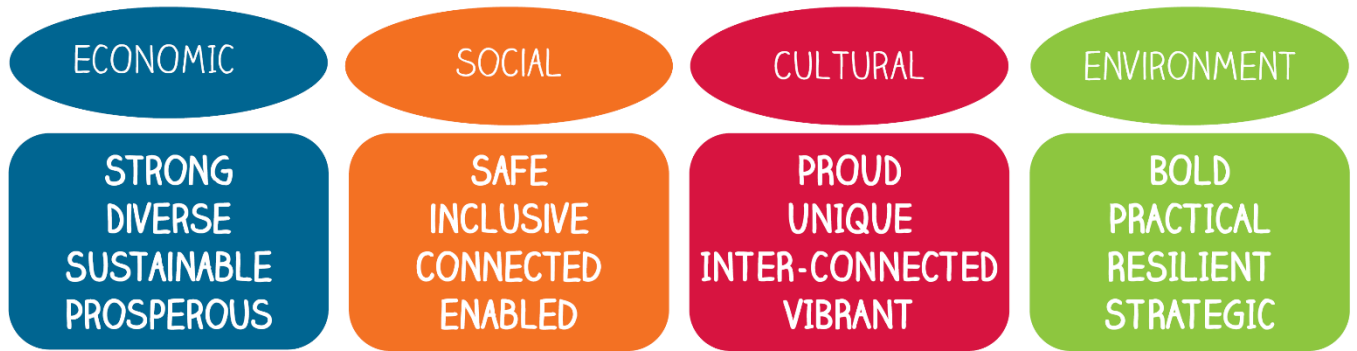 ECONOMIC
STRONG
DIVERSE
SUSTAINABLE
PROSPEROUS
SOCIAL
SAFE
INCLUSIVE
CONNECTED
ENABLED
CULTURAL
PROUD
UNIQUE
INTER-CONNECTED
VIBRANT
ENVIRONMENT
BOLD
PRACTICAL
RESILIENT
STRATEGIC